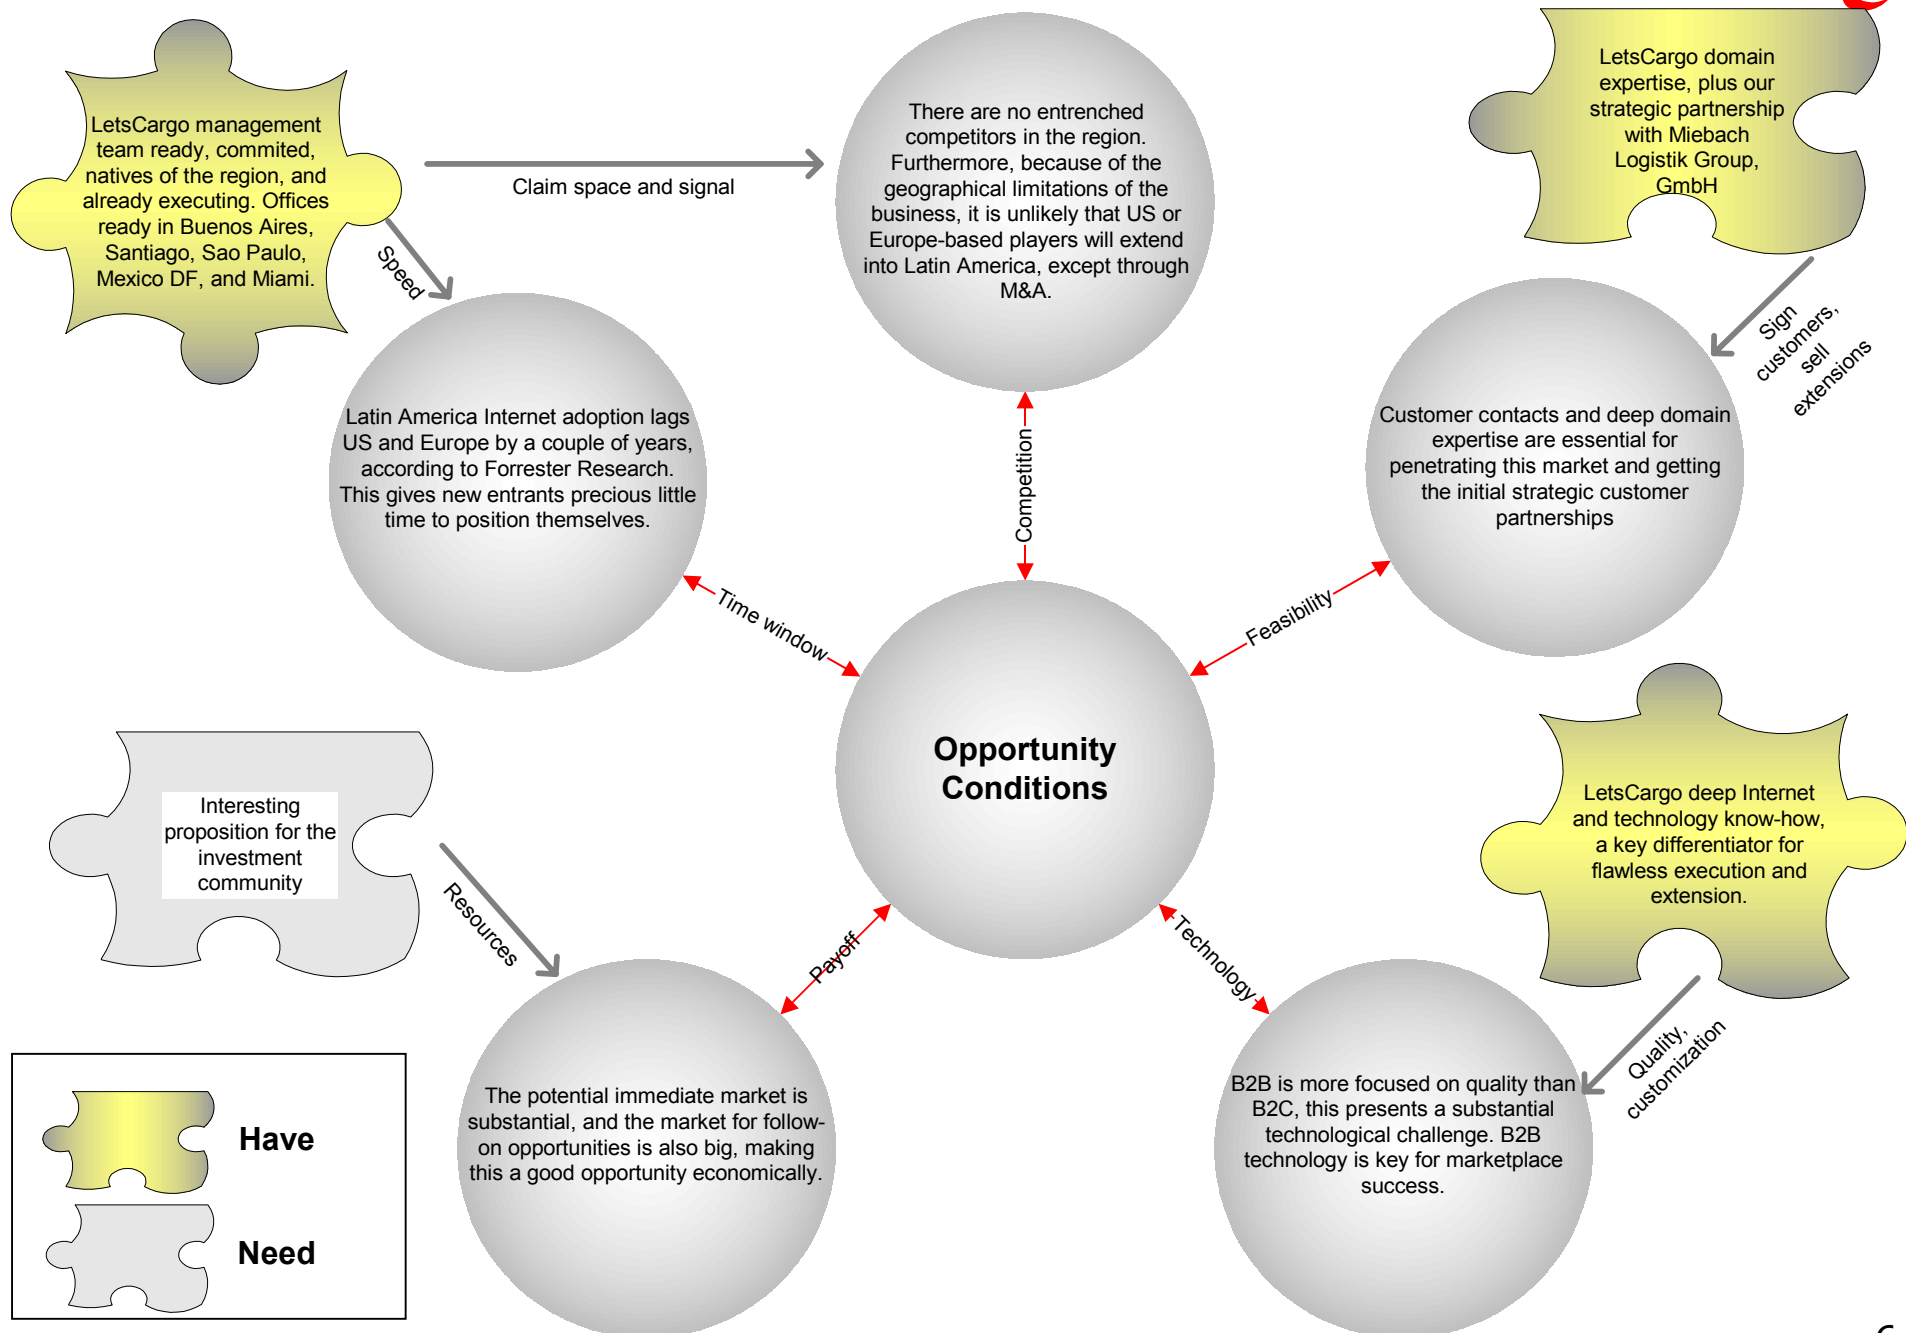 LetsCargo management
team ready, commited,
natives of the region, and
already executing. Offices
ready in Buenos Aires,
Santiago, Sao Paulo,
Mexico DF, and Miami.
Claim space and signal
Speed
There are no entrenched
competitors in the region.
Furthermore, because of the
geographical limitations of the
business, it is unlikely that US or
Europe-based players will extend
into Latin America, except through
M&A.
LetsCargo domain
expertise, plus our
strategic partnership
with Miebach
Logistik Group,
GmbH
Sign
customers,
sell
extensions
Latin America Internet adoption lags
US and Europe by a couple of years,
according to Forrester Research.
This gives new entrants precious little
time to position themselves.
Competition
Customer contacts and deep domain
expertise are essential for
penetrating this market and getting
the initial strategic customer
partnerships
Time window
Feasibility
Opportunity
Conditions
Interesting
proposition for the
investment
community
Resources
Payoff
Technology
LetsCargo deep Internet
and technology know-how,
a key differentiator for
flawless execution and
extension.
Quality,
customization
The potential immediate market is
substantial, and the market for follow-
on opportunities is also big, making
this a good opportunity economically.
B2B is more focused on quality than
B2C, this presents a substantial
technological challenge. B2B
technology is key for marketplace
success.
Have
Need